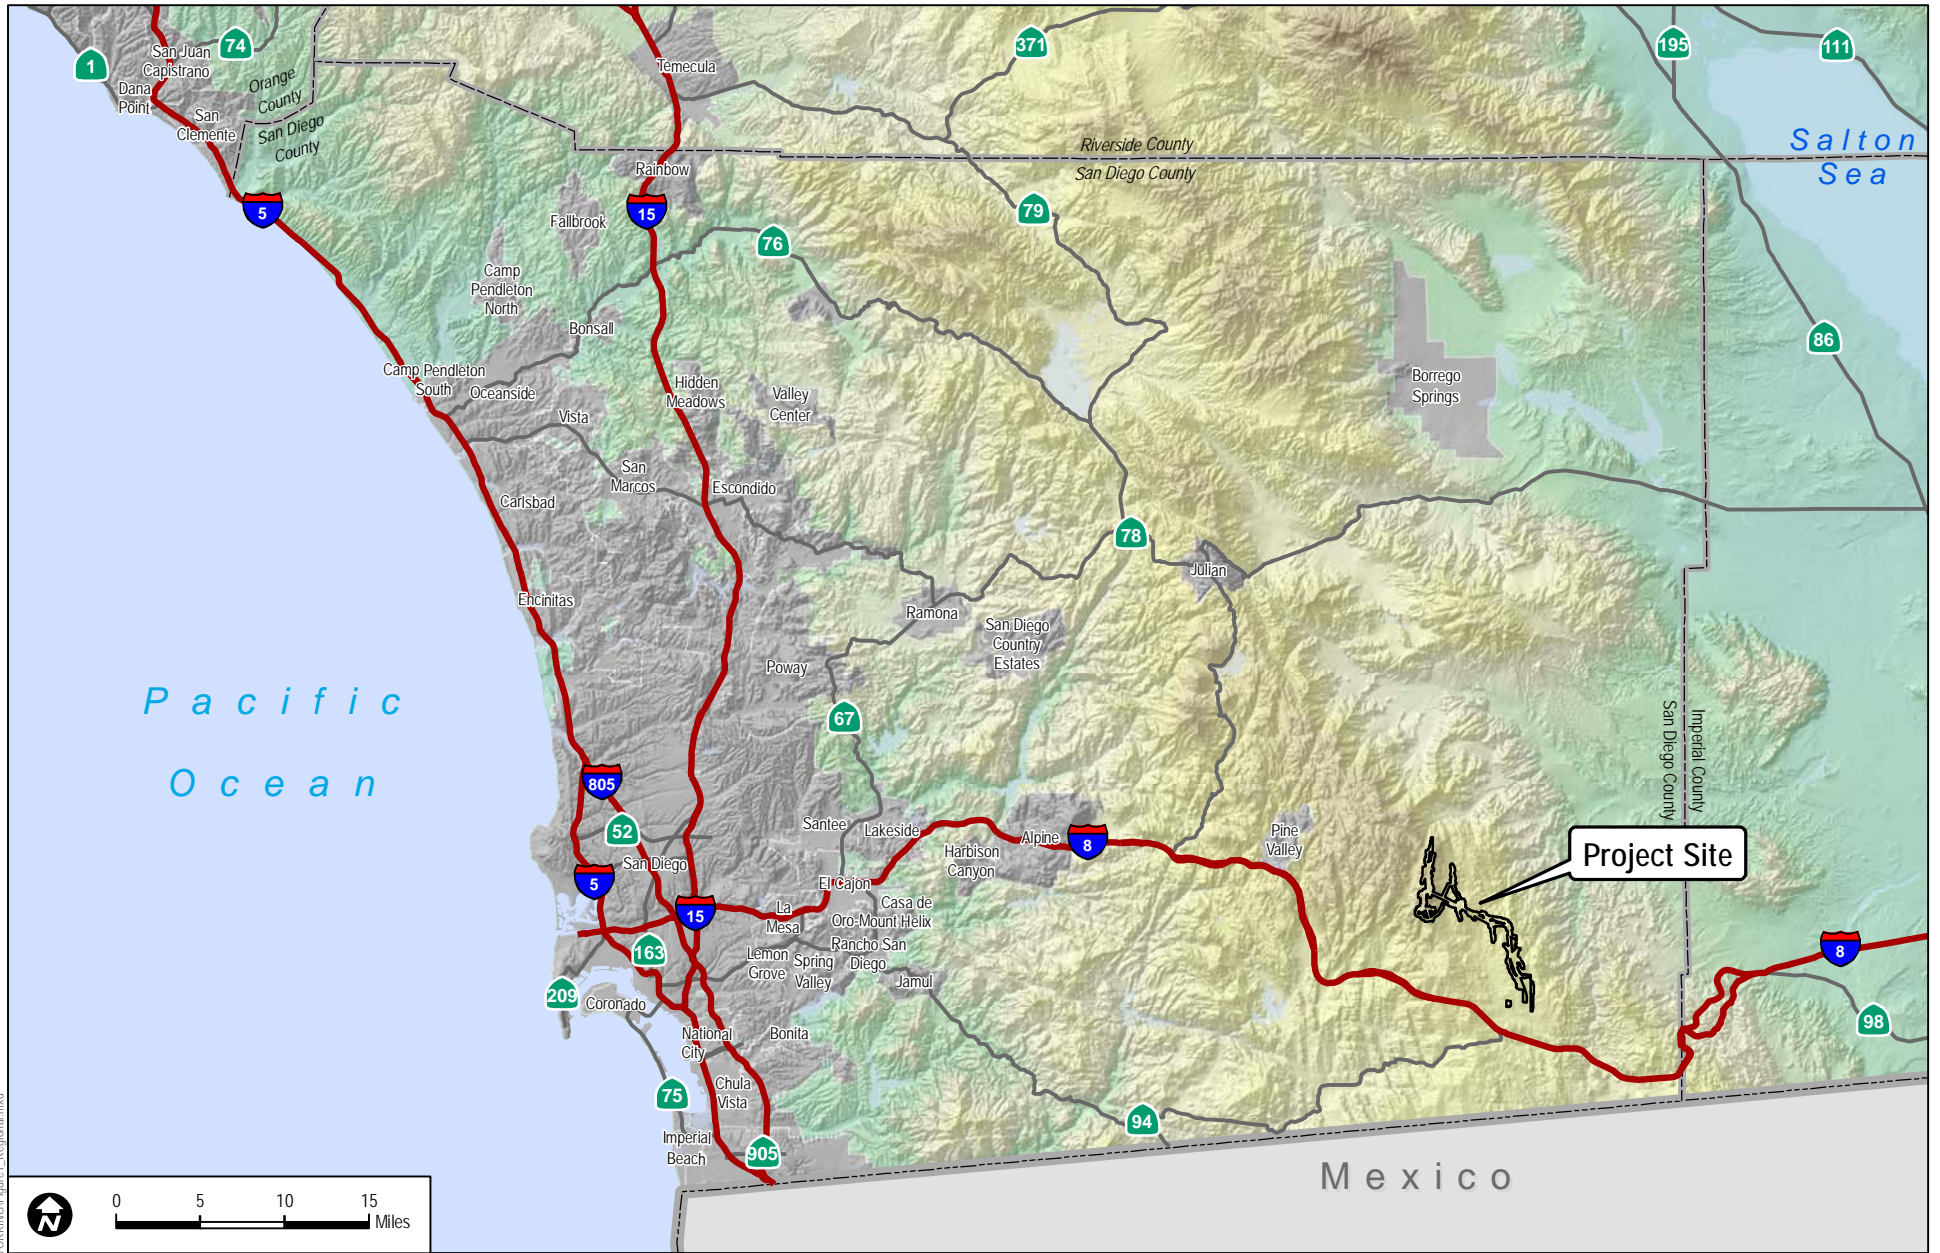 1
San Juan
Capistrano
74
Dana
Point
San
Clemente
Orange
County
San Diego
County
Temecula
371
195
111
Salton
Sea
Riverside County
San Diego County
Rainbow
5
15
Fallbrook
79
76
Camp
Pendleton
North
Bonsall
86
Camp Pendleton
South
Oceanside
Hidden
Meadows
Valley
Center
Vista
Borrego
Springs
San
Marcos
Escondido
Carlsbad
78
Julian
Encinitas
Ramona
San Diego
Country
Estates
Poway
Pacific
Ocean
67
San Diego County
Imperial County
805
52
San Diego
Santee
Lakeside
Harbison
Canyon
Alpine
8
Pine
Valley
Project Site
5
15
El Cajon
La
Mesa
Casa de
Oro-Mount Helix
163
Lemon
Grove
Spring
Valley
Rancho San
Diego
Jamul
8
209
Coronado
98
National
City
Bonita
75
Chula
Vista
94
Imperial
Beach
905
Mexico
N
0
5
10
15
Miles